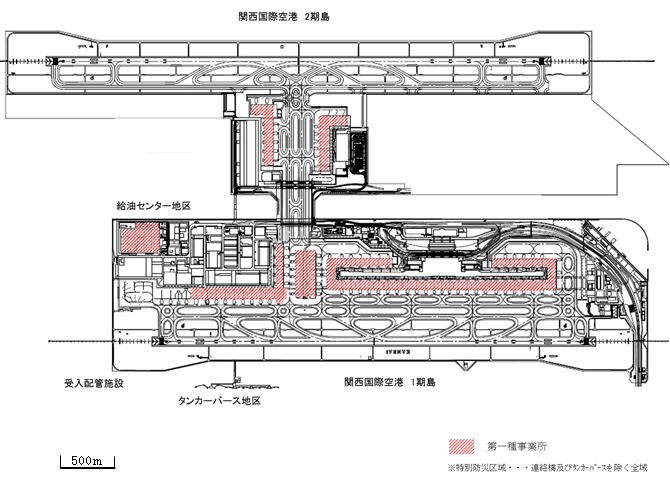 関西国際空港 2期島
給油センター地区
KANSAI
受入配管施設
関西国際空港 1期島
タンカーバース地区
500m
第一種事業所
※特別防災区域・・・連絡橋及びタンカーバースを除く全域